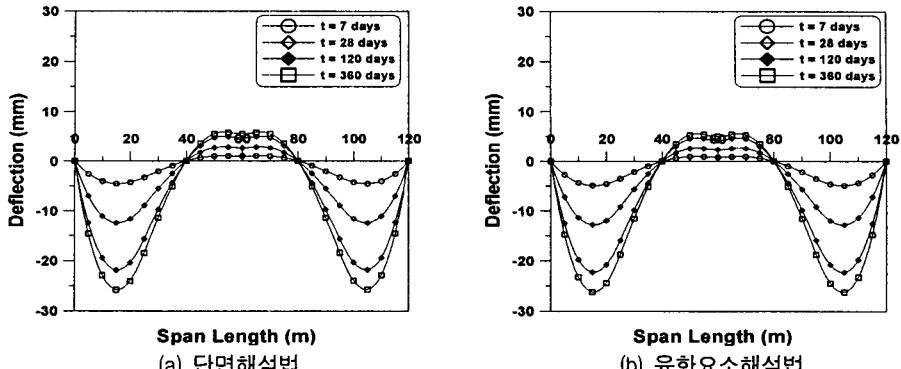 30
20
10
0
-10
-20
-30
Deflection (mm)
0
20
40
60
80
100
120
Span Length (m)
t = 7 days
t = 28 days
t = 120 days
t = 360 days
(a) 단면해석법
30
20
10
0
-10
-20
-30
Deflection (mm)
0
20
40
60
80
100
120
Span Length (m)
t = 7 days
t = 28 days
t = 120 days
t = 360 days
(b) 유한요소해석법